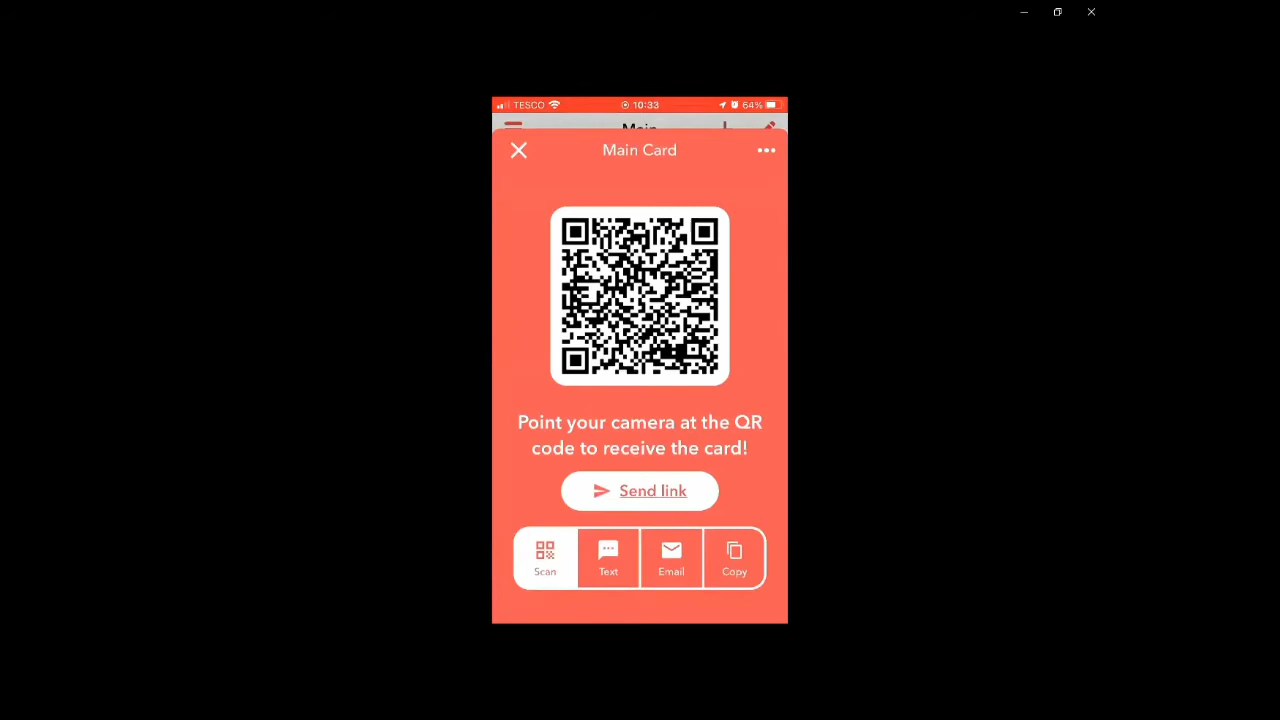 TESCO 10:33 64%
Main
Main Card
Point your camera at the QR
code to receive the card!
Send link
Scan Text Email Copy